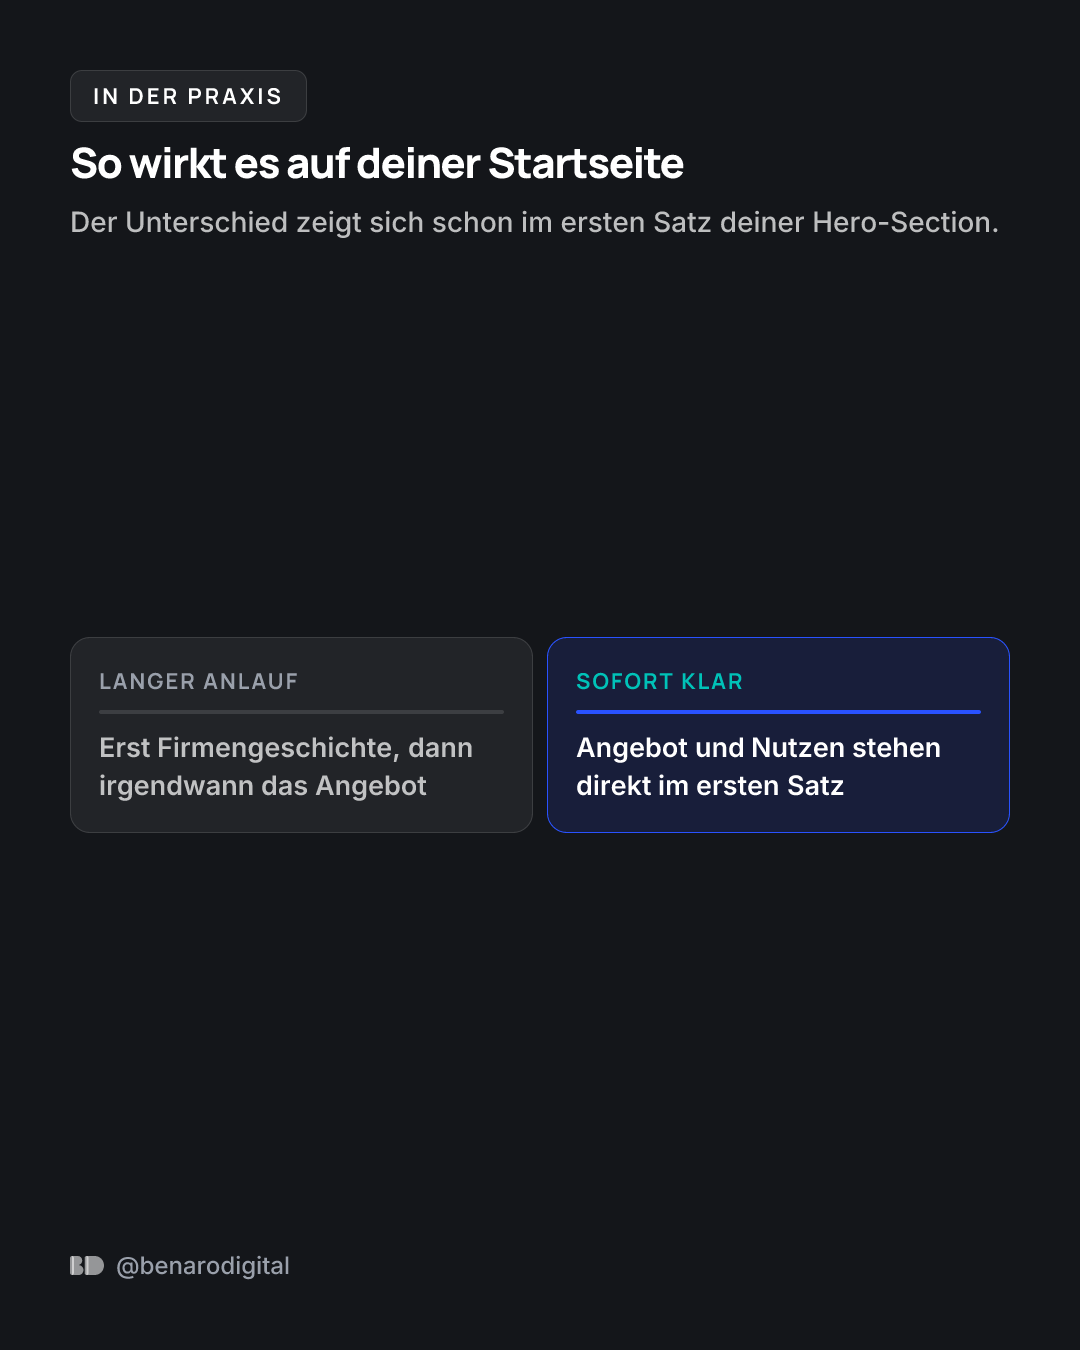 IN DER PRAXIS
So wirkt es auf deiner Startseite
Der Unterschied zeigt sich schon im ersten Satz deiner Hero-Section.
LANGER ANLAUF
Erst Firmengeschichte, dann
irgendwann das Angebot
SOFORT KLAR
Angebot und Nutzen stehen
direkt im ersten Satz
BD @benarodigital